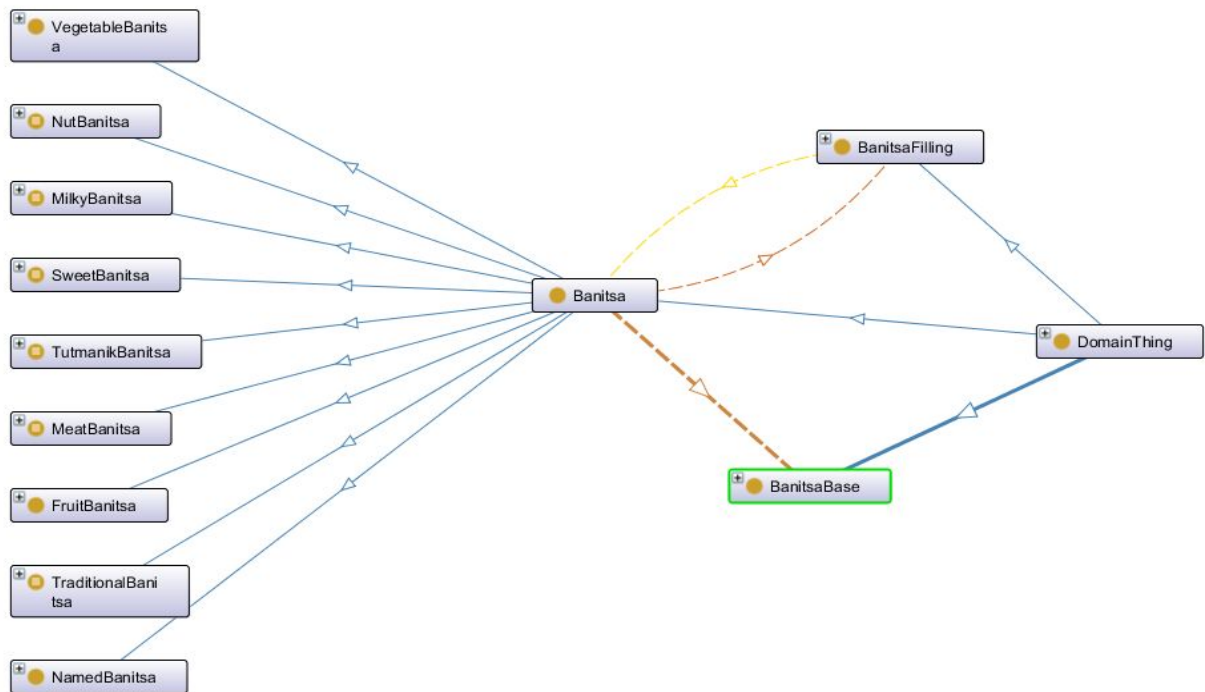 VegetableBanits
a
NutBanitsa
MilkyBanitsa
SweetBanitsa
TutmanikBanitsa
MeatBanitsa
FruitBanitsa
TraditionalBani
tsa
NamedBanitsa
Banitsa
BanitsaFilling
DomainThing
BanitsaBase